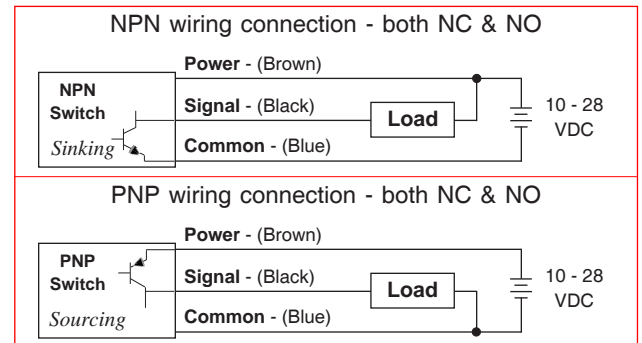 NPN wiring connection - both NC & NO
Power - (Brown)
NPN
Switch
Signal - (Black)
Load
10 - 28
VDC
Sinking
Common - (Blue)
PNP wiring connection - both NC & NO
Power - (Brown)
PNP
Switch
Signal - (Black)
Load
10 - 28
VDC
Sourcing
Common - (Blue)